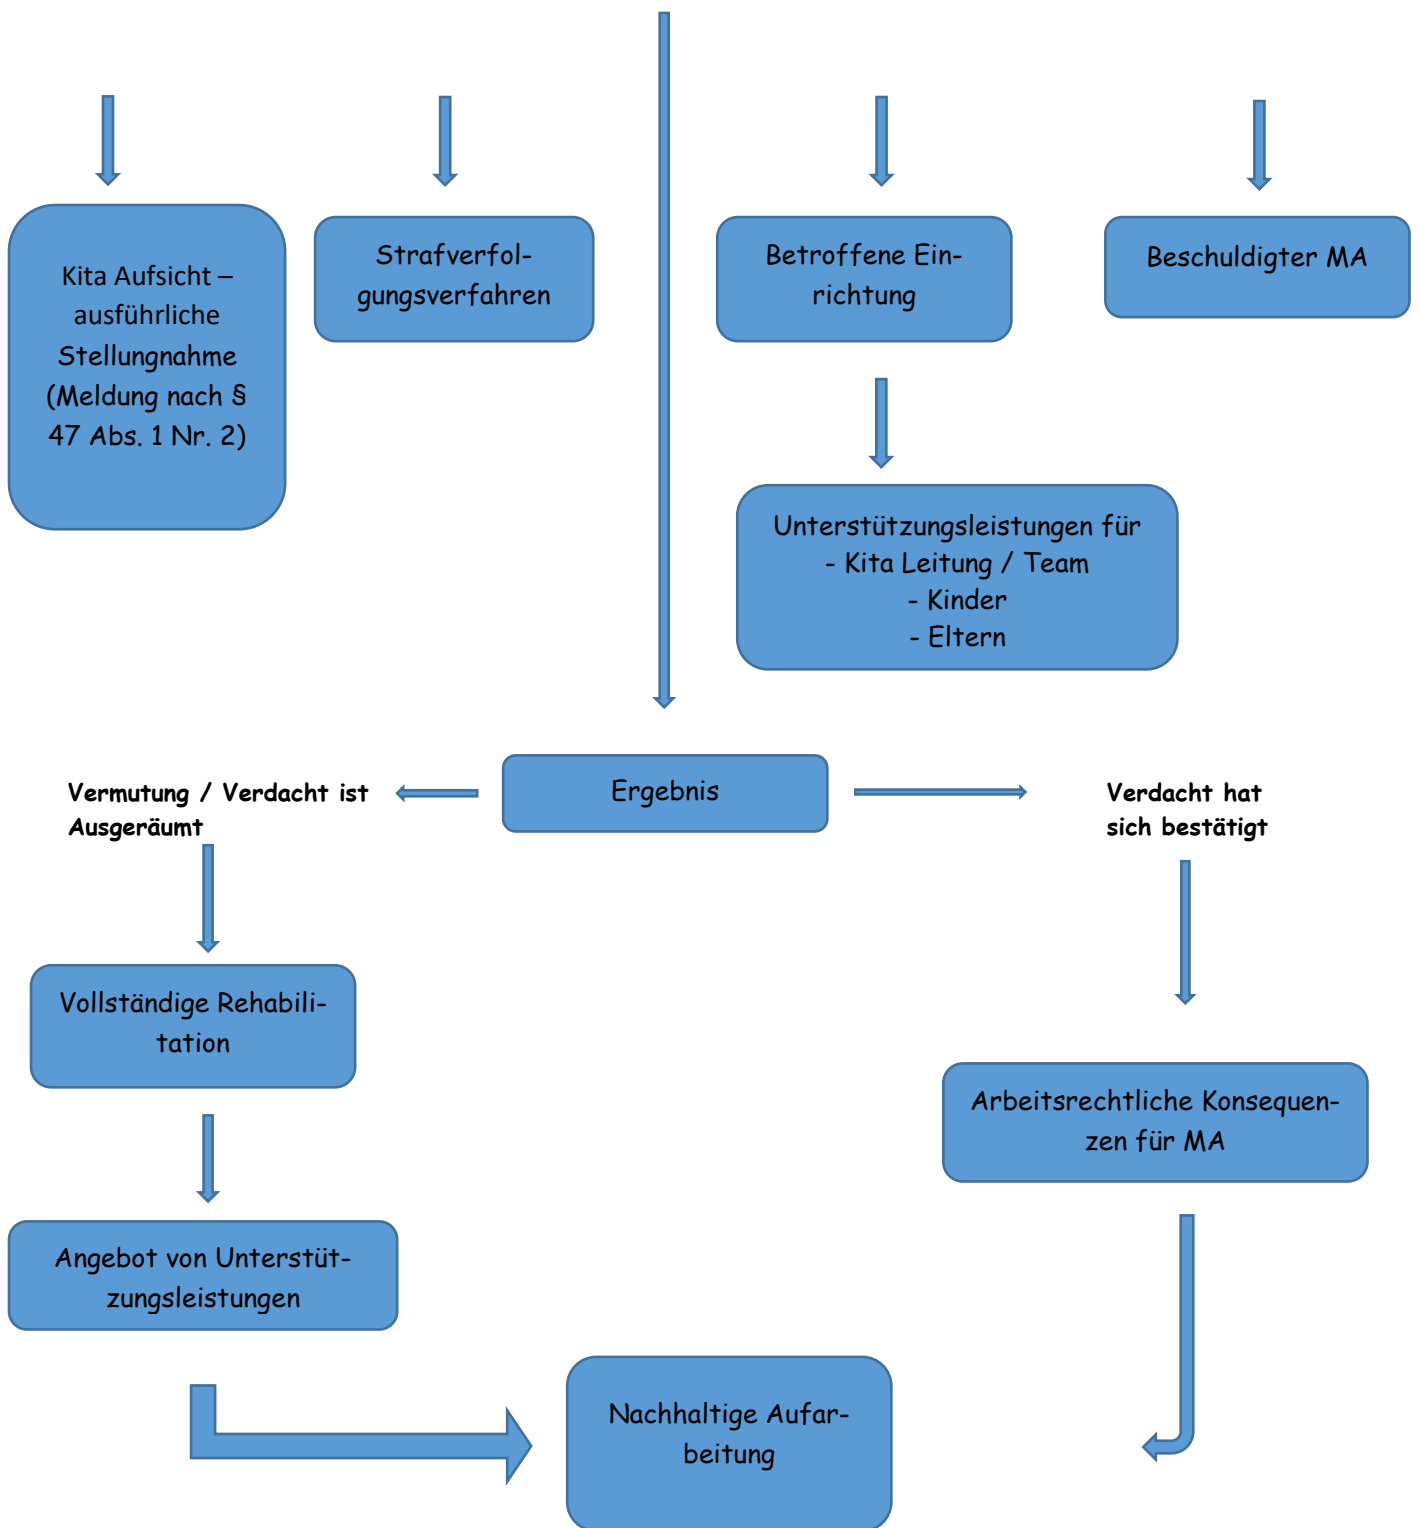 Kita Aufsicht –
ausführliche
Stellungnahme
(Meldung nach §
47 Abs. 1 Nr. 2)
Strafverfol-
gungsverfahren
Betroffene Ein-
richtung
Beschuldigter MA
Unterstützungsleistungen für
- Kita Leitung / Team
- Kinder
- Eltern
Vermutung / Verdacht ist
Ausgeräumt
Ergebnis
Verdacht hat
sich bestätigt
Vollständige Rehabili-
tation
Arbeitsrechtliche Konsequen-
zen für MA
Angebot von Unterstüt-
zungsleistungen
Nachhaltige Aufar-
beitung